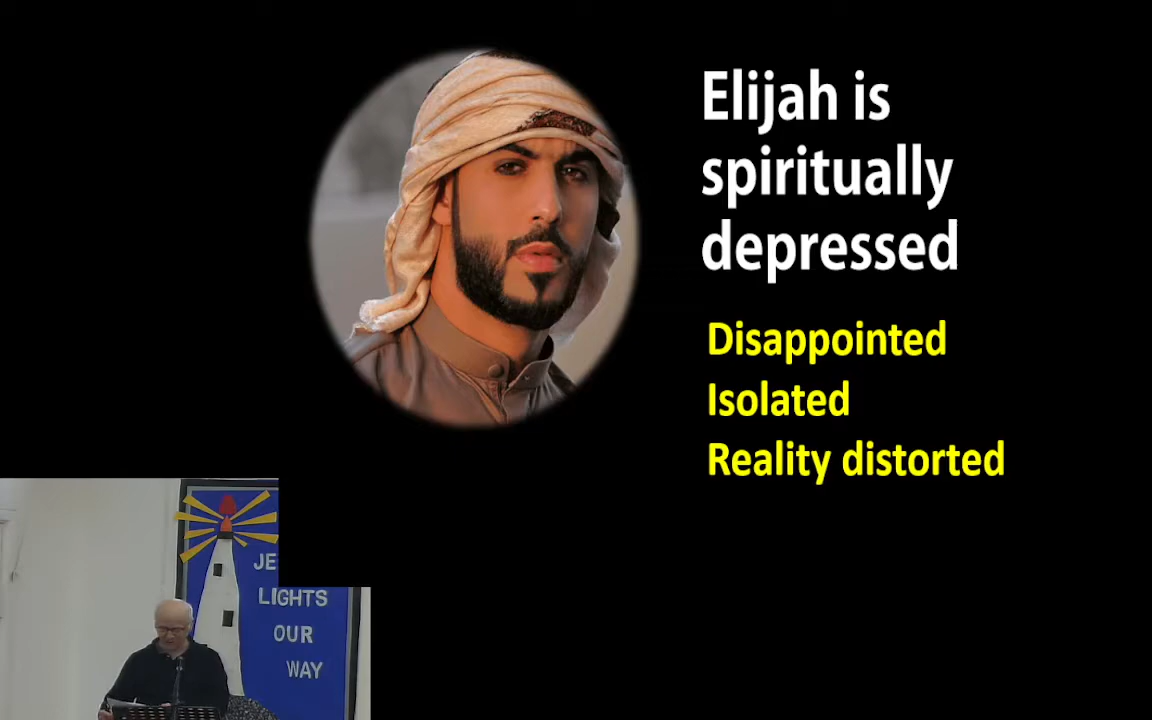 Elijah is
spiritually
depressed
Disappointed
Isolated
Reality distorted
JE
LIGHTS
OUR
WAY